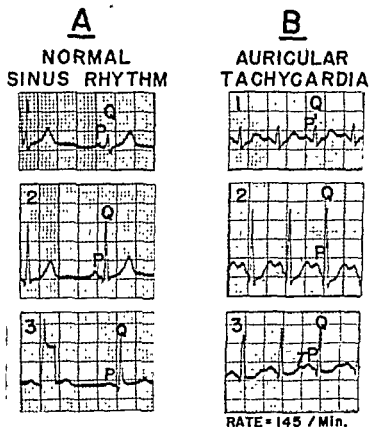 A
NORMAL
SINUS RHYTHM
Q
P
2
Q
P
3
Q
P
B
AURICULAR
TACHYCARDIA
1
Q
P
2
Q
P
3
Q
P
RATE = 145 / Min.